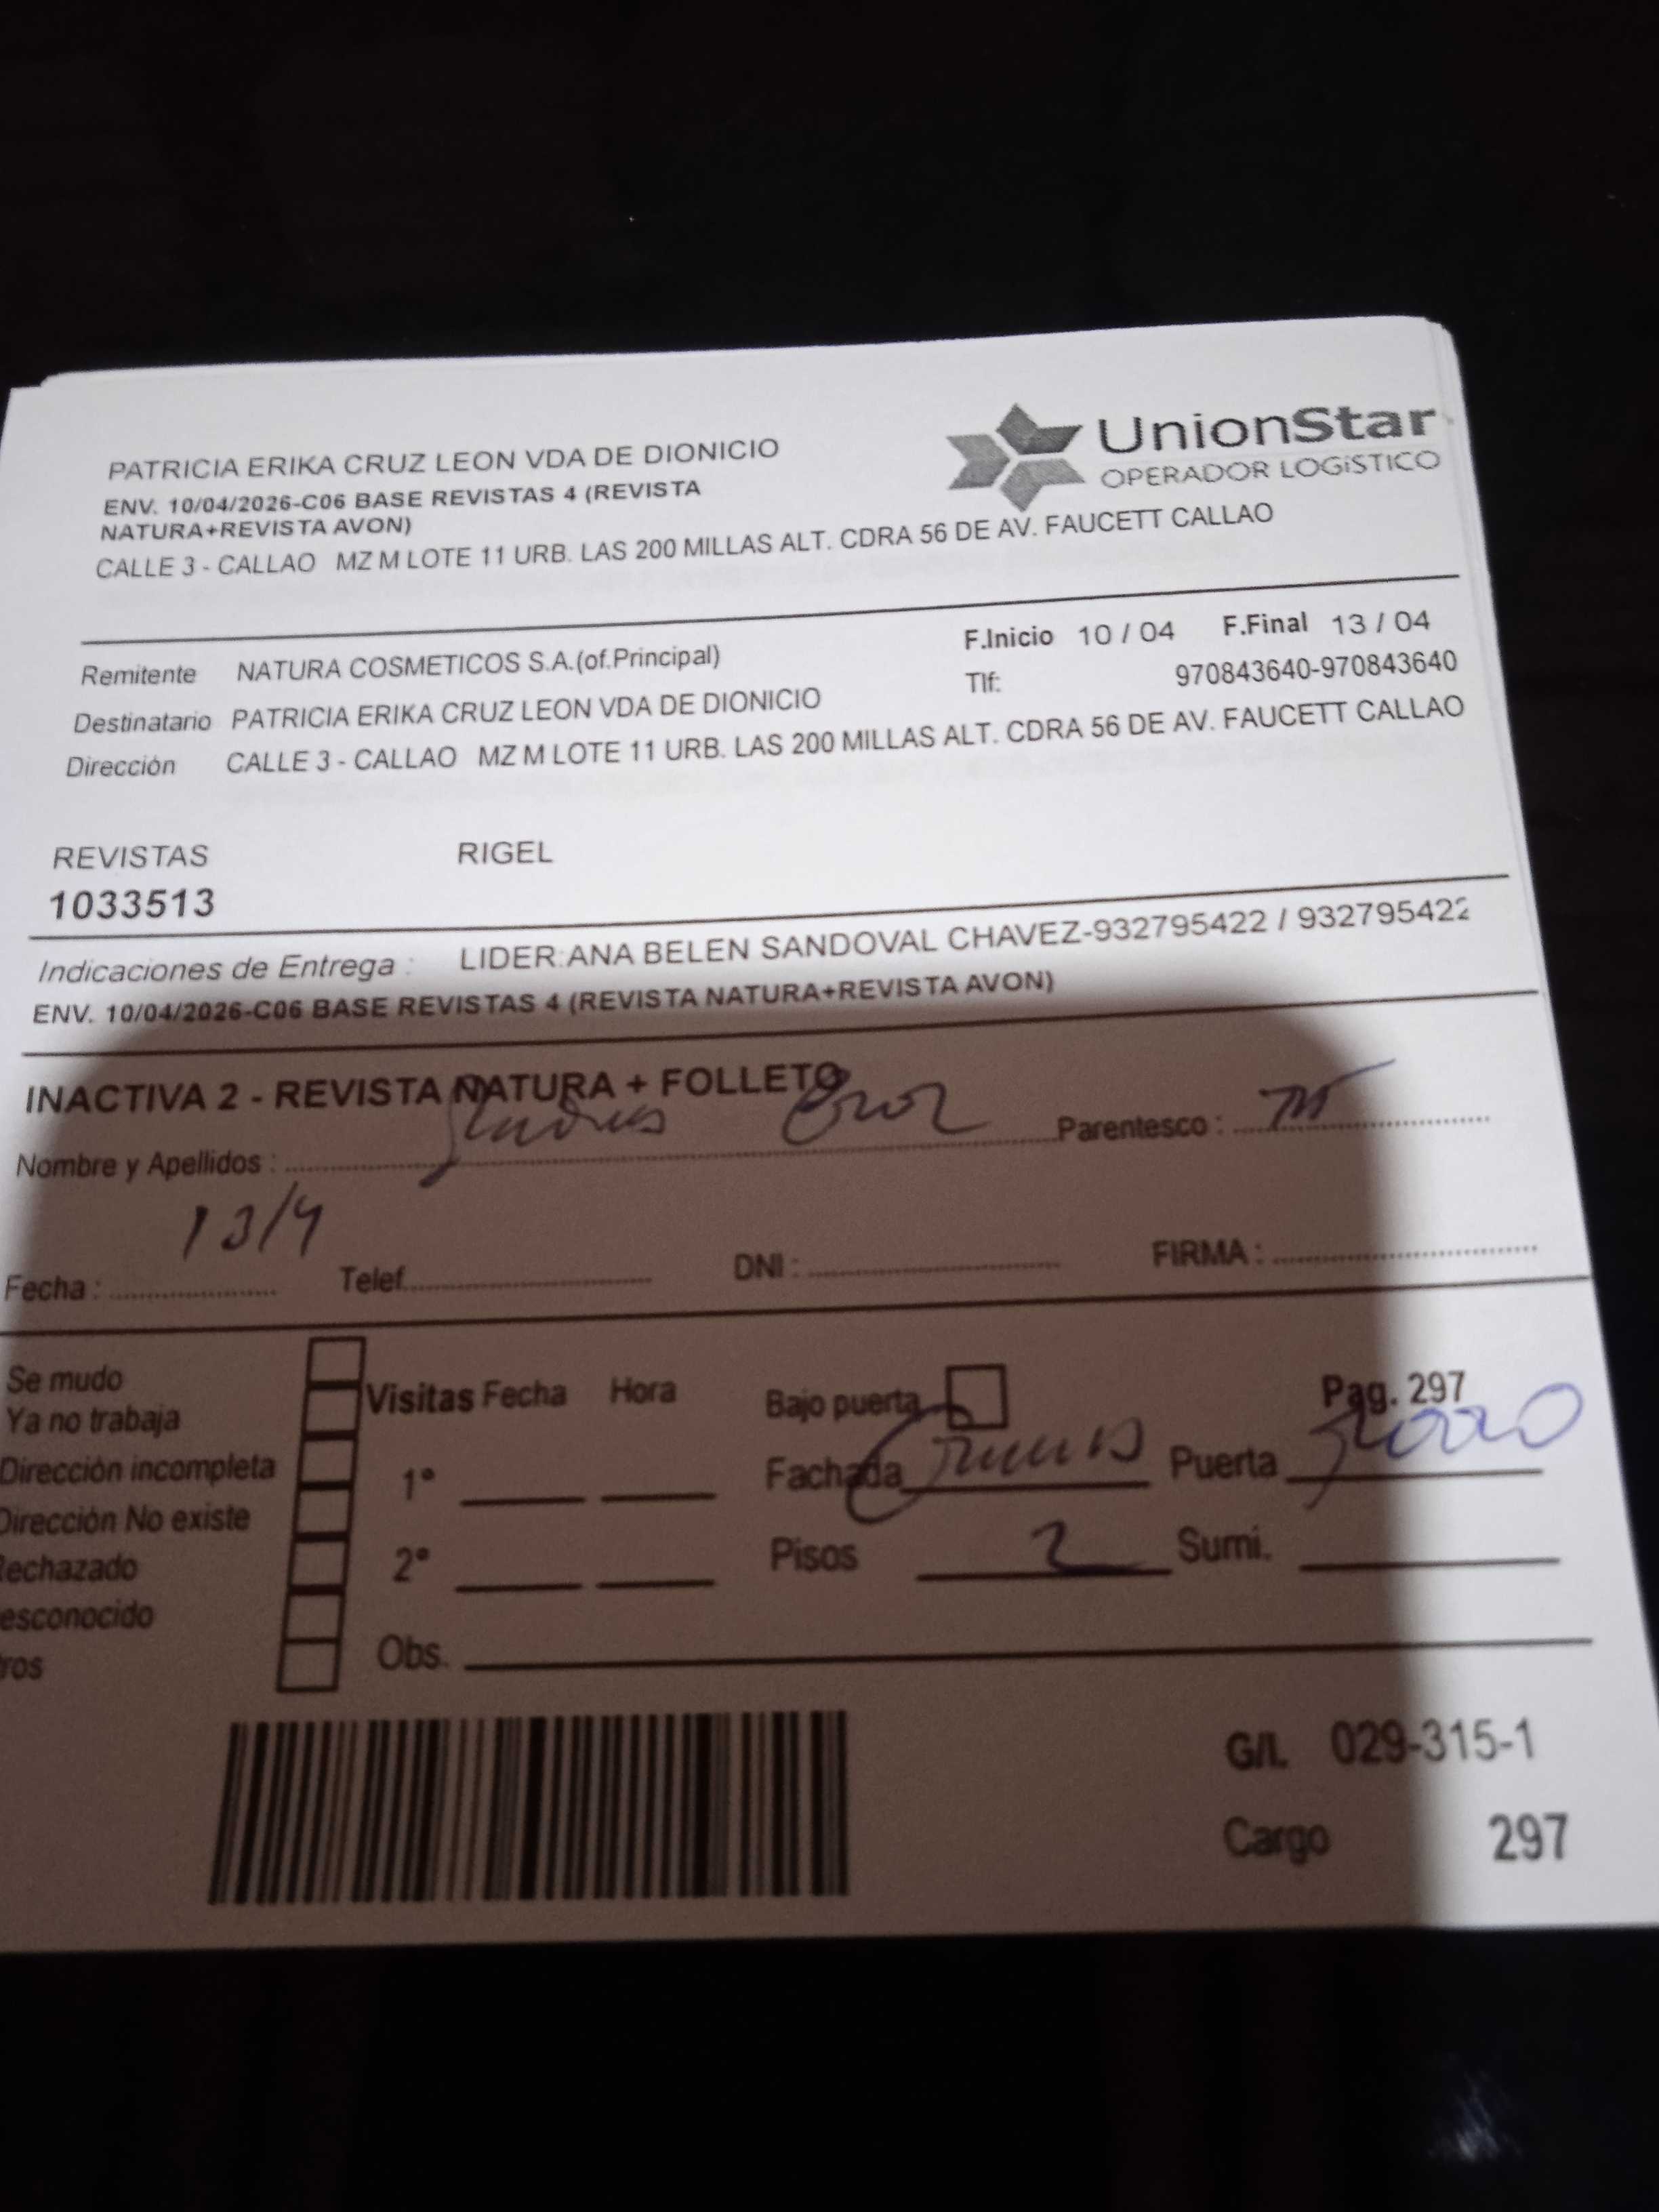 UnionStar
OPERADOR LOGÍSTICO
PATRICIA ERIKA CRUZ LEON VDA DE DIONICIO
ENV. 10/04/2026-C06 BASE REVISTAS 4 (REVISTA
NATURA+REVISTA AVON)
CALLE 3 - CALLAO MZ M LOTE 11 URB. LAS 200 MILLAS ALT. CDRA 56 DE AV. FAUCETT CALLAO
F.Inicio 10 / 04 F.Final 13 / 04
Remitente NATURA COSMETICOS S.A.(of.Principal)
Tlf: 970843640-970843640
Destinatario PATRICIA ERIKA CRUZ LEON VDA DE DIONICIO
Dirección CALLE 3 - CALLAO MZ M LOTE 11 URB. LAS 200 MILLAS ALT. CDRA 56 DE AV. FAUCETT CALLAO
REVISTAS RIGEL
1033513
Indicaciones de Entrega : LIDER:ANA BELEN SANDOVAL CHAVEZ-932795422 / 932795422
ENV. 10/04/2026-C06 BASE REVISTAS 4 (REVISTA NATURA+REVISTA AVON)
INACTIVA 2 - REVISTA NATURA + FOLLETO
Nombre y Apellidos : Cruz Parentesco :
Fecha : 13/4 Telef. DNI : FIRMA :
Se mudo
Ya no trabaja
Dirección incompleta
Dirección No existe
Rechazado
esconocido
ros
Visitas Fecha Hora
1°
2°
Obs.
Bajo puerta Pag. 297
Fachada Puerta
Pisos 2 Sumi.
G/L 029-315-1
Cargo 297